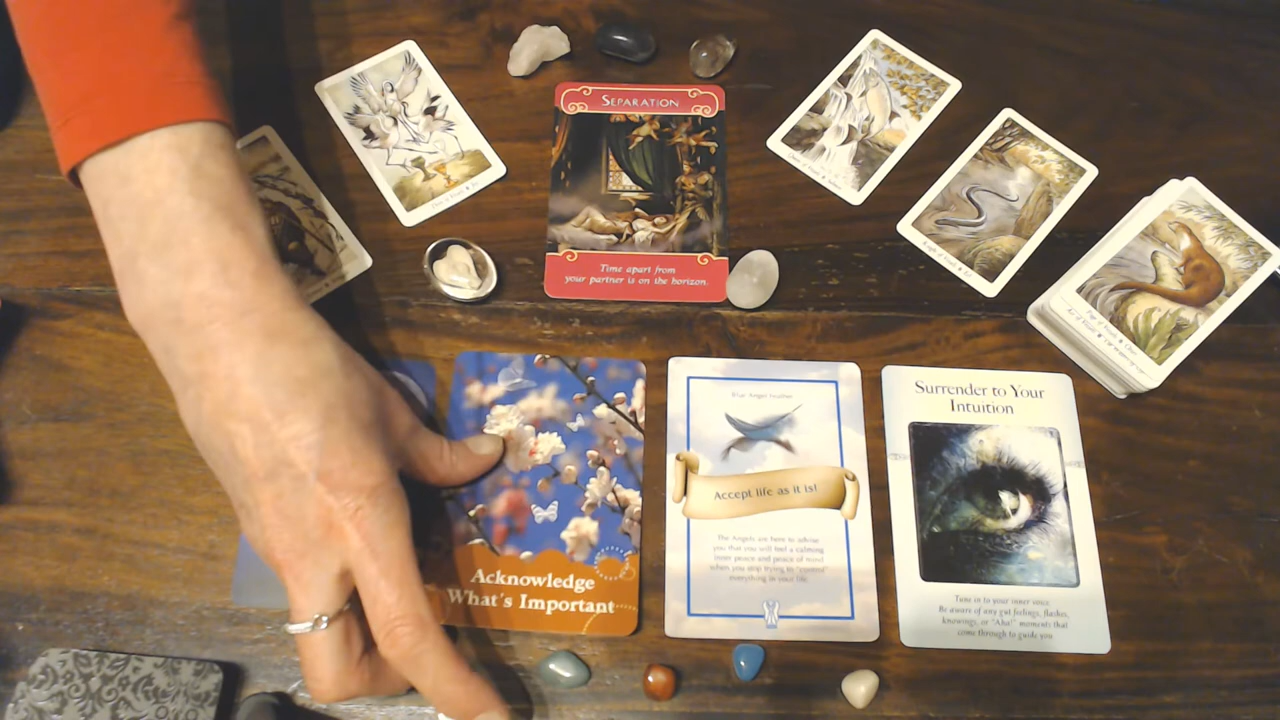 SEPARATION
Time apart from
your partner is on the horizon.
Acknowledge
What's Important
Blue Angel Feather
Accept life as it is!
The Angels are here to advise
you that you will feel a calming
inner peace and peace of mind
when you stop trying to "control"
everything in your life.
Surrender to Your
Intuition
Tune in to your inner voice.
Be aware of any gut feelings, flashes,
knowings, or "Aha!" moments that
come through to guide you